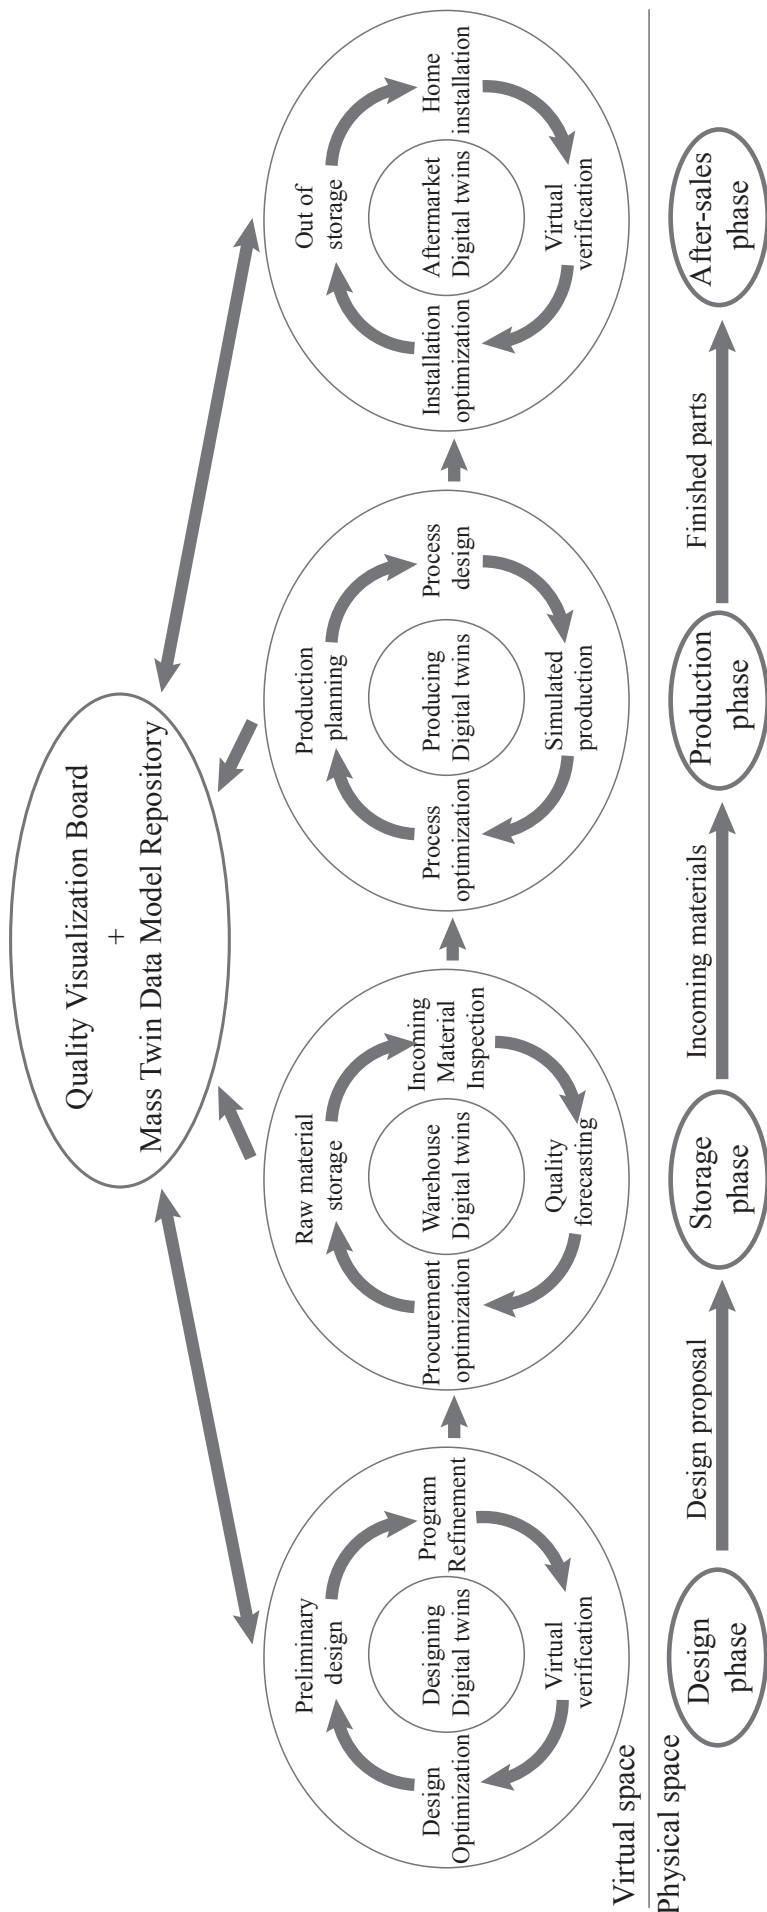 Quality Visualization Board
+
Mass Twin Data Model Repository
Preliminary
design
Program
Refinement
Virtual
verification
Design
Optimization
Designing
Digital twins
Raw material
storage
Incoming
Material
Inspection
Quality
forecasting
Procurement
optimization
Warehouse
Digital twins
Production
planning
Process
design
Simulated
production
Process
optimization
Producing
Digital twins
Out of
storage
Home
installation
Virtual
verification
Installation
optimization
Aftermarket
Digital twins
Virtual space
Physical space
Design
phase
Design proposal
Storage
phase
Incoming materials
Production
phase
Finished parts
After-sales
phase